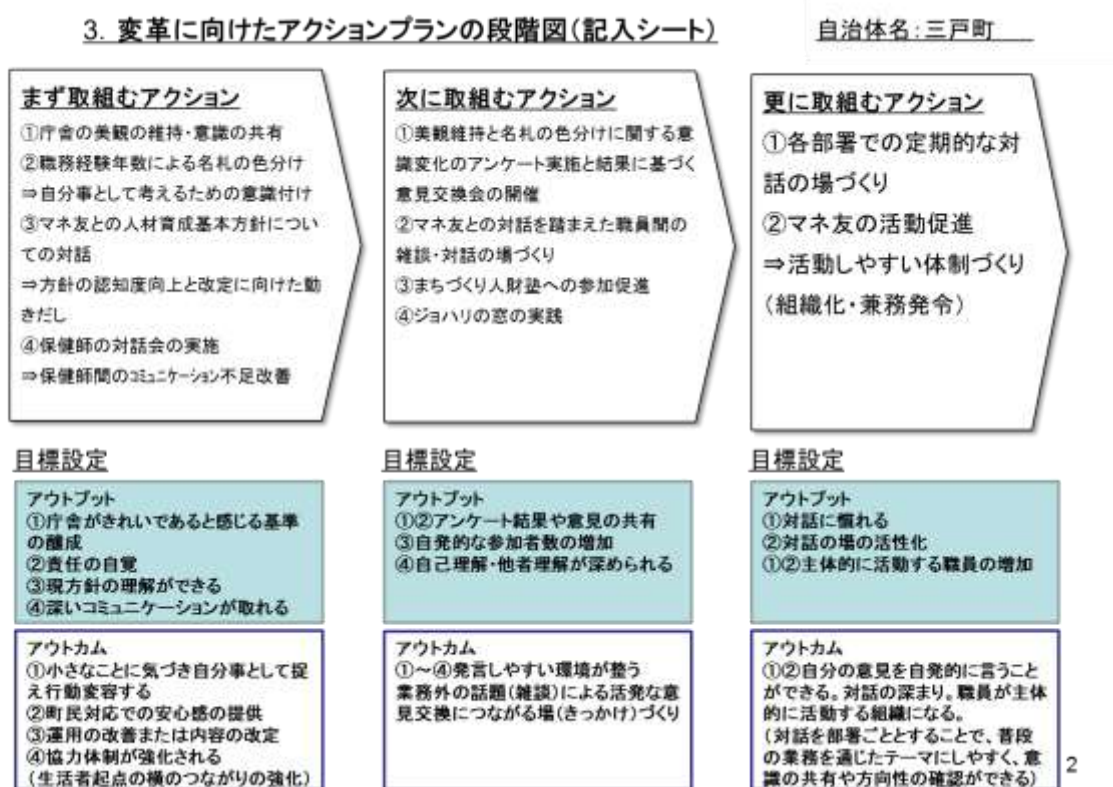 3. 変革に向けたアクションプランの段階図(記入シート)
自治体名:三戸町
まず取組むアクション
①庁舎の美観の維持・意識の共有
②職務経験年数による名札の色分け
⇒自分事として考えるための意識付け
③マネ友との人材育成基本方針につい
ての対話
⇒方針の認知度向上と改定に向けた動
きだし
④保健師の対話会の実施
⇒保健師間のコミュニケーション不足改善
次に取組むアクション
①美観維持と名札の色分けに関する意
識変化のアンケート実施と結果に基づく
意見交換会の開催
②マネ友との対話を踏まえた職員間の
雑談・対話の場づくり
③まちづくり人財塾への参加促進
④ジョハリの窓の実践
更に取組むアクション
①各部署での定期的な対
話の場づくり
②マネ友の活動促進
⇒活動しやすい体制づくり
(組織化・兼務発令)
目標設定
アウトプット
①庁舎がきれいであると感じる基準
の醸成
②責任の自覚
③現方針の理解ができる
④深いコミュニケーションが取れる
アウトカム
①小さなことに気づき自分事として捉
え行動変容する
②町民対応での安心感の提供
③運用の改善または内容の改定
④協力体制が強化される
(生活者起点の横のつながりの強化)
目標設定
アウトプット
①②アンケート結果や意見の共有
③自発的な参加者数の増加
④自己理解・他者理解が深められる
アウトカム
①~④発言しやすい環境が整う
業務外の話題(雑談)による活発な意
見交換につながる場(きっかけ)づくり
目標設定
アウトプット
①対話に慣れる
②対話の場の活性化
①②主体的に活動する職員の増加
アウトカム
①②自分の意見を自発的に言うこと
ができる。対話の深まり。職員が主体
的に活動する組織になる。
(対話を部署ごととすることで、普段
の業務を通じたテーマにしやすく、意
識の共有や方向性の確認ができる)
2